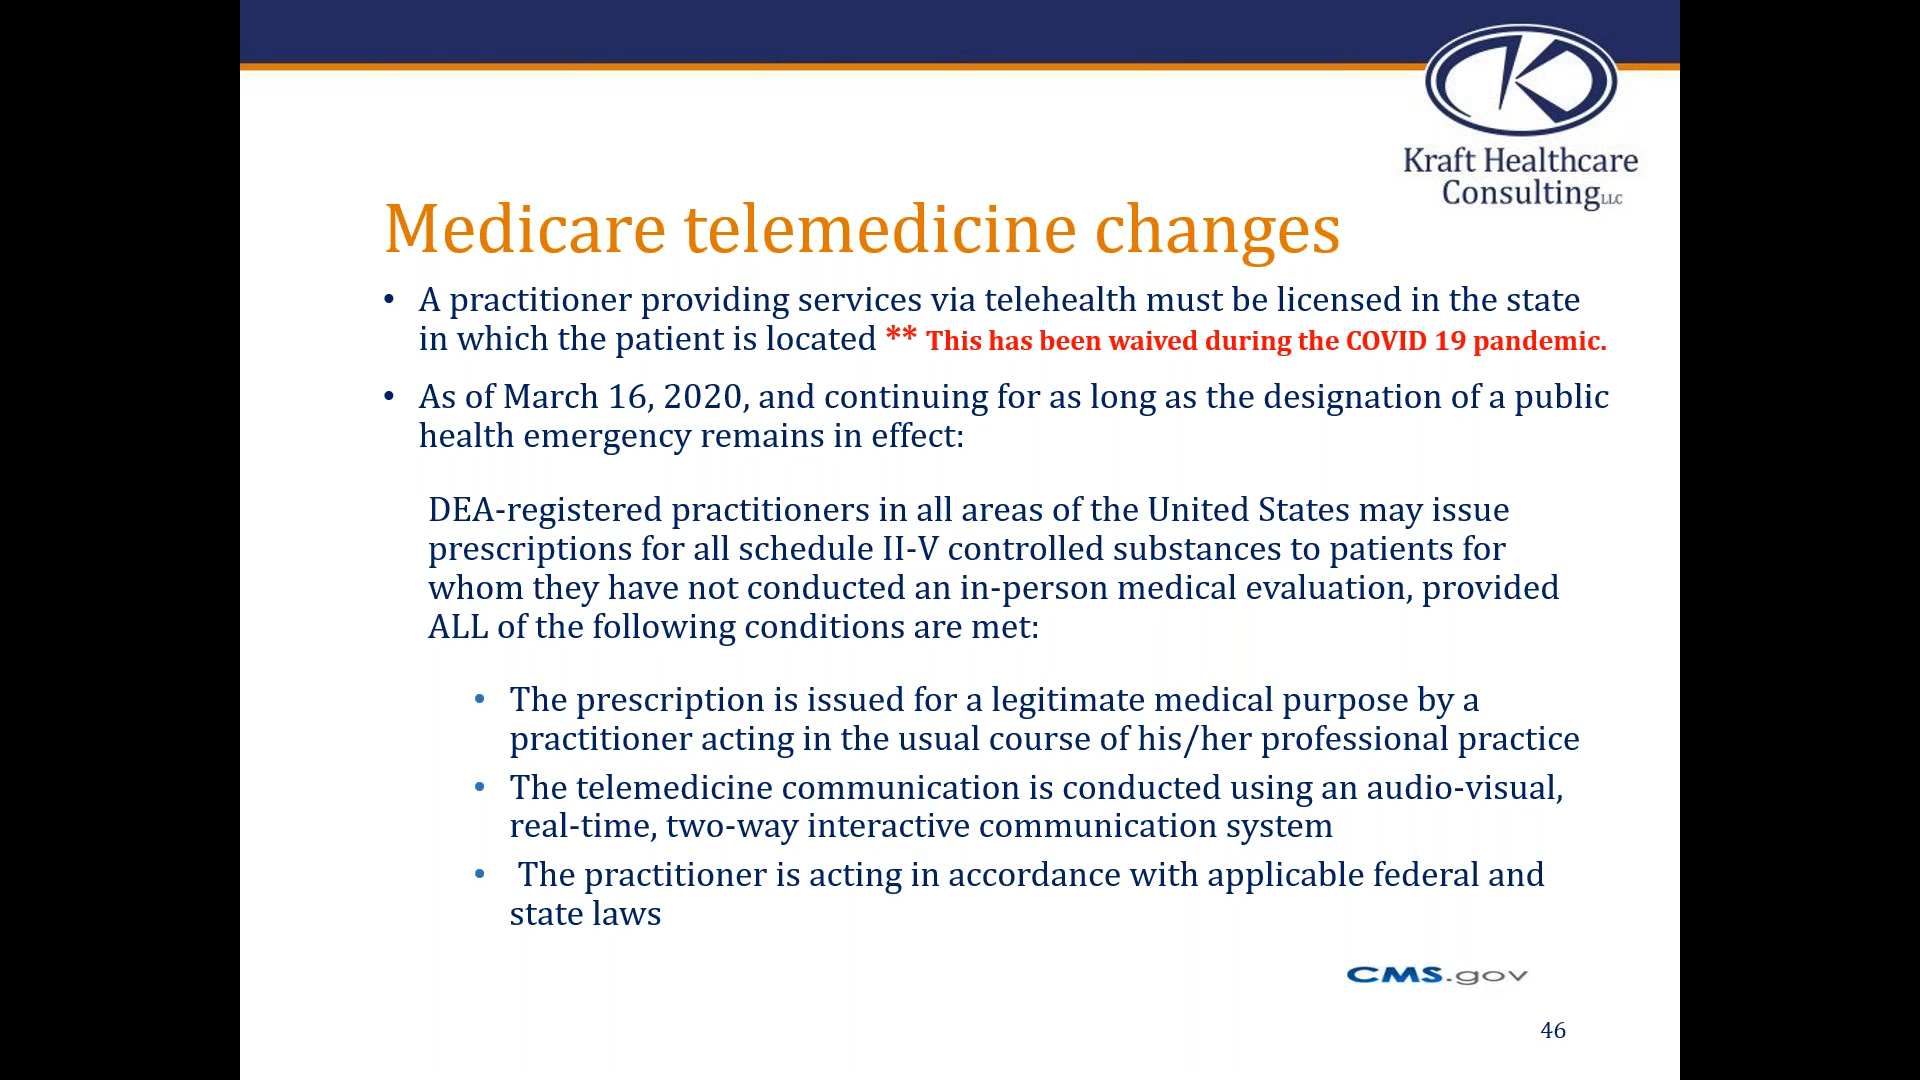 Kraft Healthcare
Consulting LLC
Medicare telemedicine changes
• A practitioner providing services via telehealth must be licensed in the state
in which the patient is located ** This has been waived during the COVID 19 pandemic.
• As of March 16, 2020, and continuing for as long as the designation of a public
health emergency remains in effect:
DEA-registered practitioners in all areas of the United States may issue
prescriptions for all schedule II-V controlled substances to patients for
whom they have not conducted an in-person medical evaluation, provided
ALL of the following conditions are met:
• The prescription is issued for a legitimate medical purpose by a
practitioner acting in the usual course of his/her professional practice
• The telemedicine communication is conducted using an audio-visual,
real-time, two-way interactive communication system
• The practitioner is acting in accordance with applicable federal and
state laws
CMS.gov
46